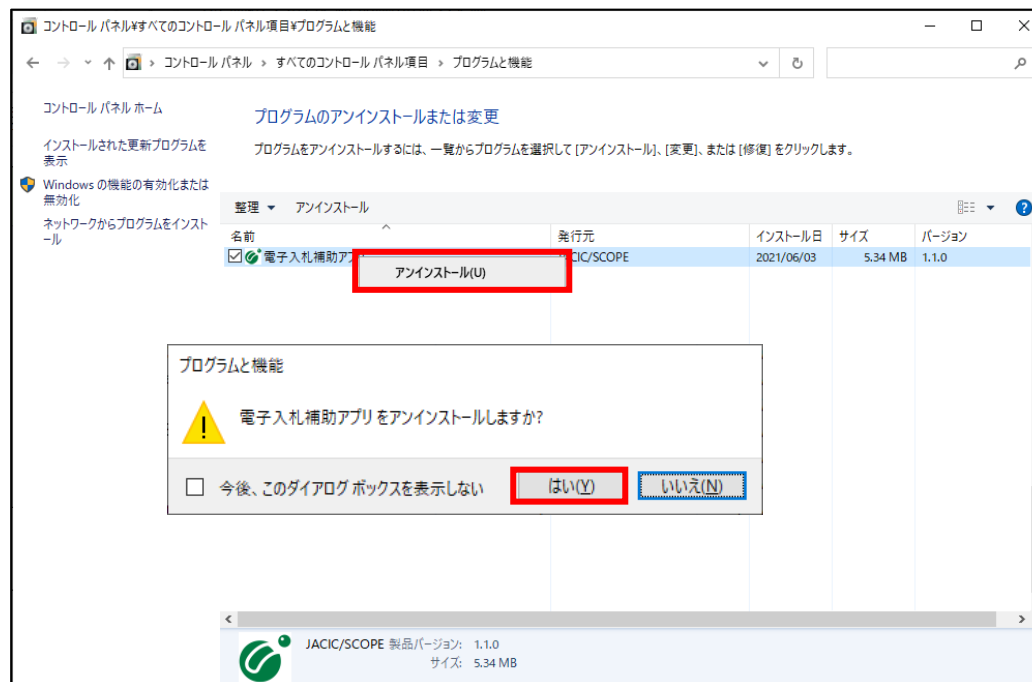 コントロール パネル¥すべてのコントロール パネル項目¥プログラムと機能
コントロール パネル › すべてのコントロール パネル項目 › プログラムと機能
コントロール パネル ホーム
インストールされた更新プログラムを
表示
Windows の機能の有効化または
無効化
ネットワークからプログラムをインスト
ール
プログラムのアンインストールまたは変更
プログラムをアンインストールするには、一覧からプログラムを選択して [アンインストール]、[変更]、または [修復] をクリックします。
整理 アンインストール
名前 発行元 インストール日 サイズ バージョン
電子入札補助ア CIC/SCOPE 2021/06/03 5.34 MB 1.1.0
アンインストール(U)
プログラムと機能
電子入札補助アプリ をアンインストールしますか?
今後、このダイアログ ボックスを表示しない はい(Y) いいえ(N)
JACIC/SCOPE 製品バージョン: 1.1.0
サイズ: 5.34 MB